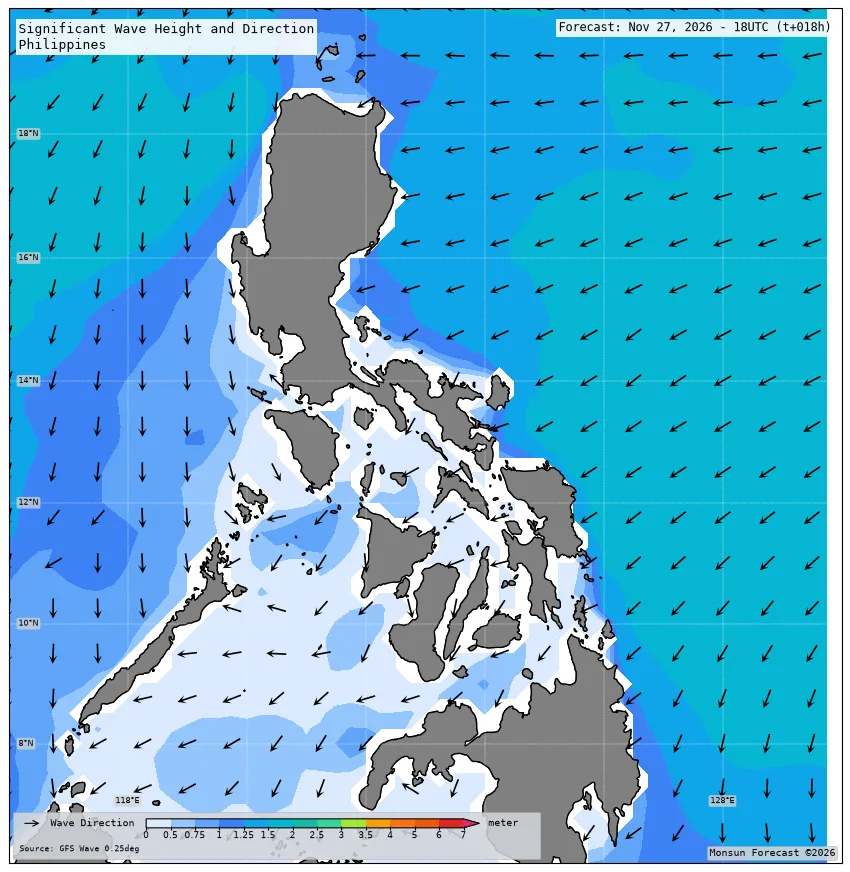 Significant Wave Height and Direction
Philippines
Forecast: Nov 27, 2026 - 18UTC (t+018h)
18°N
16°N
14°N
12°N
10°N
8°N
118°E
128°E
Wave Direction
0 0.5 0.75 1 1.25 1.5 2 2.5 3 3.5 4 5 6 7
meter
Source: GFS Wave 0.25deg
Monsun Forecast ©2026